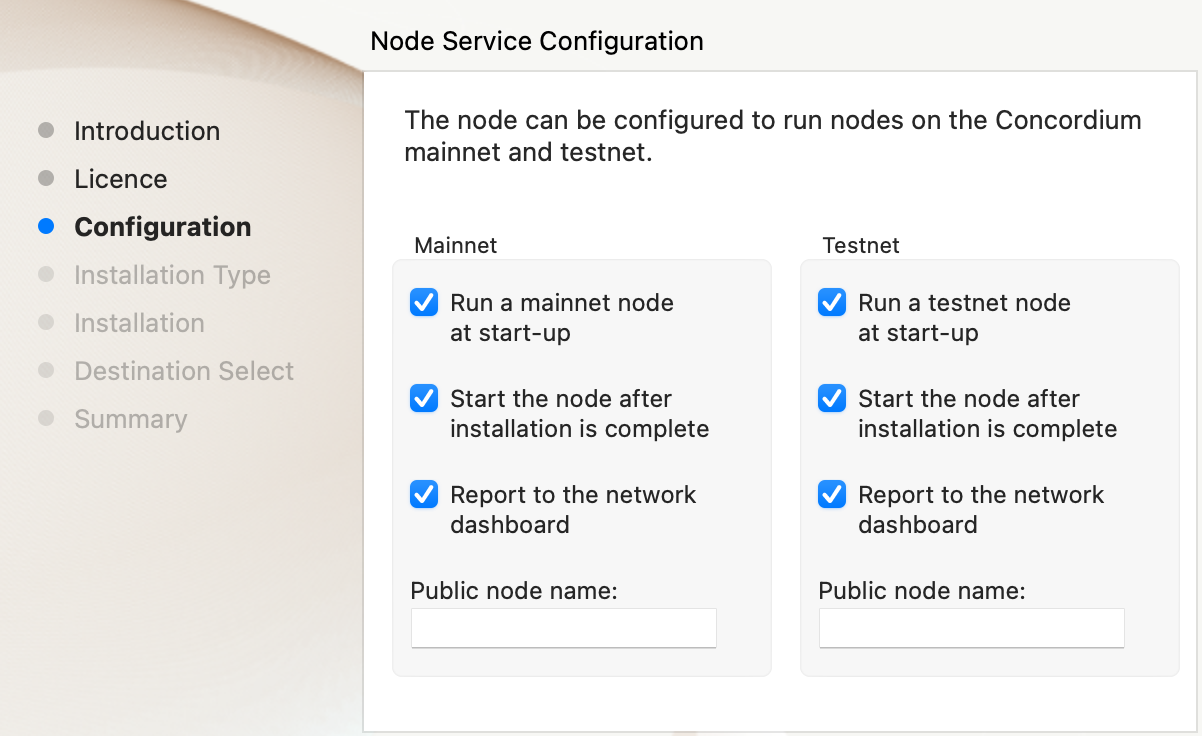 Node Service Configuration
Introduction
Licence
Configuration
Installation Type
Installation
Destination Select
Summary
The node can be configured to run nodes on the Concordium
mainnet and testnet.
Mainnet
Run a mainnet node
at start-up
Start the node after
installation is complete
Report to the network
dashboard
Public node name:
Testnet
Run a testnet node
at start-up
Start the node after
installation is complete
Report to the network
dashboard
Public node name: